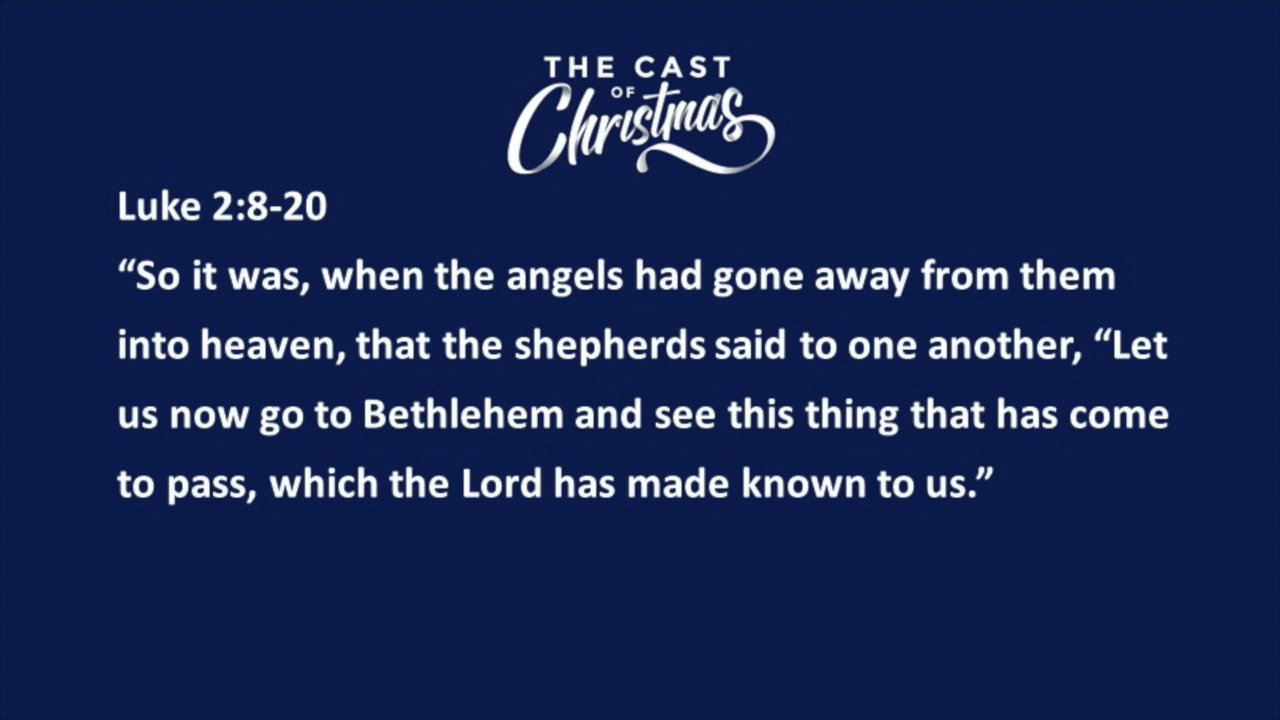 THE CAST
OF
Christmas
Luke 2:8-20
“So it was, when the angels had gone away from them
into heaven, that the shepherds said to one another, “Let
us now go to Bethlehem and see this thing that has come
to pass, which the Lord has made known to us.”